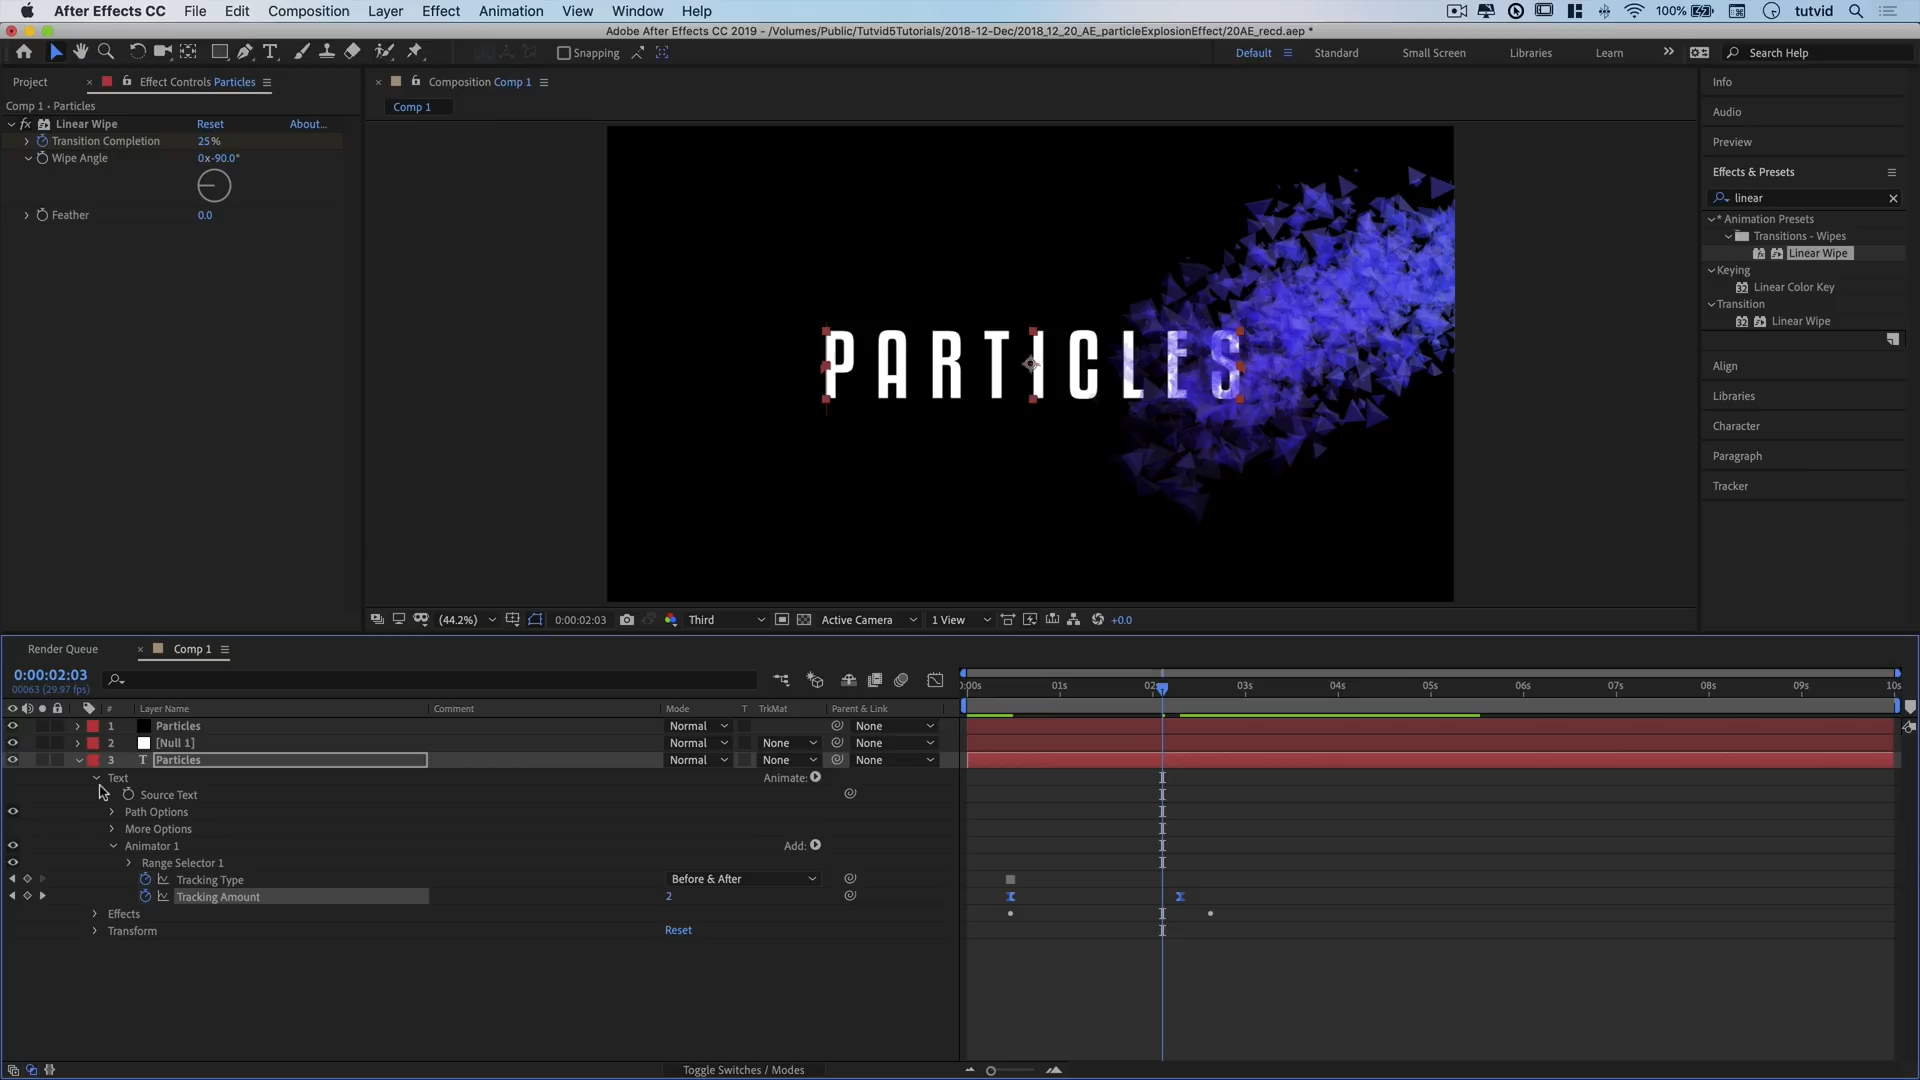 After Effects CC File Edit Composition Layer Effect Animation View Window Help 100% tutvid
Adobe After Effects CC 2019 - /Volumes/Public/Tutvid5Tutorials/2018-12-Dec/2018_12_20_AE_particleExplosionEffect/20AE_recd.aep *
Snapping Default Standard Small Screen Libraries Learn Search Help
Project Effect Controls Particles
Comp 1 • Particles
fx Linear Wipe Reset About...
Transition Completion 25%
Wipe Angle 0x-90.0°
Feather 0.0
Composition Comp 1
Comp 1
PARTICLES
(44.2%) 0:00:02:03 Third Active Camera 1 View +0.0
Info
Audio
Preview
Effects & Presets
linear
* Animation Presets
Transitions - Wipes
Linear Wipe
Keying
32 Linear Color Key
Transition
32 Linear Wipe
Align
Libraries
Character
Paragraph
Tracker
Render Queue Comp 1
0:00:02:03
00063 (29.97 fps)
:00s 01s 02s 03s 04s 05s 06s 07s 08s 09s 10s
# Layer Name Comment Mode T TrkMat Parent & Link
1 Particles Normal None
2 [Null 1] Normal None None
3 T Particles Normal None None
Text Animate:
Source Text
Path Options
More Options
Animator 1 Add:
Range Selector 1
Tracking Type Before & After
Tracking Amount 2
Effects
Transform Reset
Toggle Switches / Modes